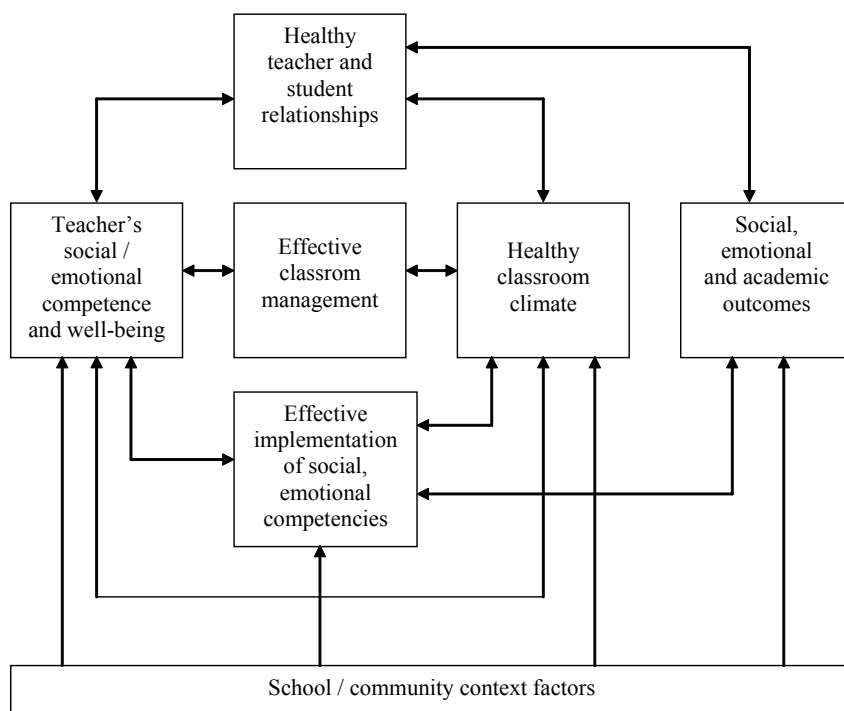 Healthy
teacher and
student
relationships
Teacher’s
social /
emotional
competence
and well-being
Effective
classrom
management
Healthy
classroom
climate
Social,
emotional
and academic
outcomes
Effective
implementation
of social,
emotional
competencies
School / community context factors